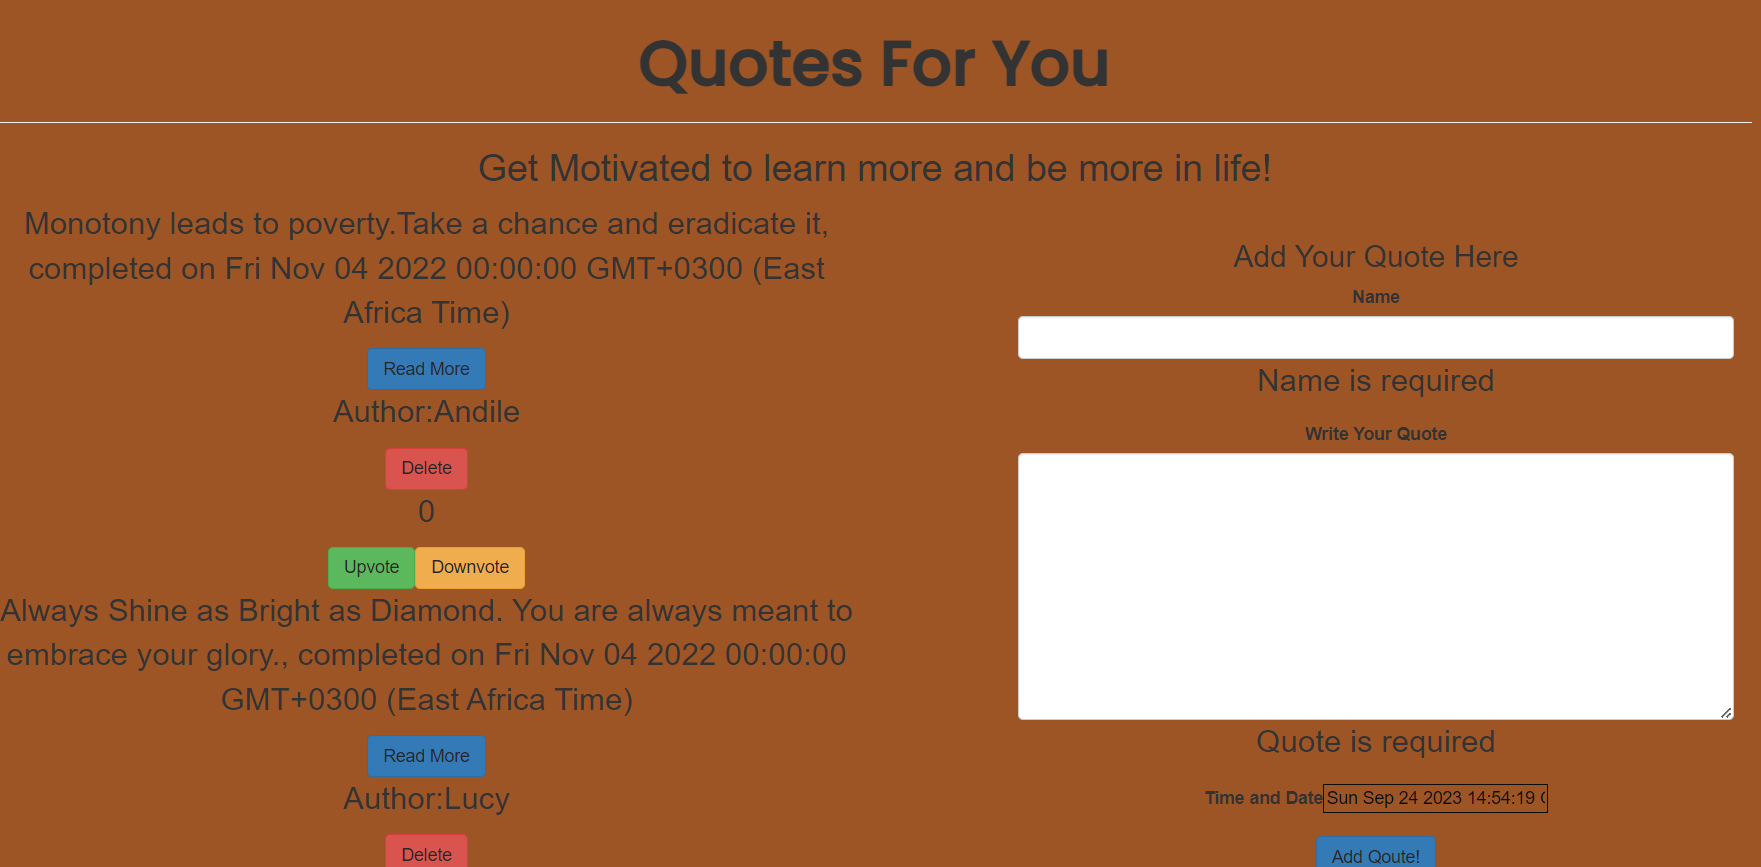 Quotes For You
Get Motivated to learn more and be more in life!
Monotony leads to poverty.Take a chance and eradicate it,
completed on Fri Nov 04 2022 00:00:00 GMT+0300 (East
Africa Time)
Read More
Author:Andile
Delete
0
Upvote Downvote
Always Shine as Bright as Diamond. You are always meant to
embrace your glory., completed on Fri Nov 04 2022 00:00:00
GMT+0300 (East Africa Time)
Read More
Author:Lucy
Delete
Add Your Quote Here
Name
Name is required
Write Your Quote
Quote is required
Time and Date Sun Sep 24 2023 14:54:19
Add Qoute!